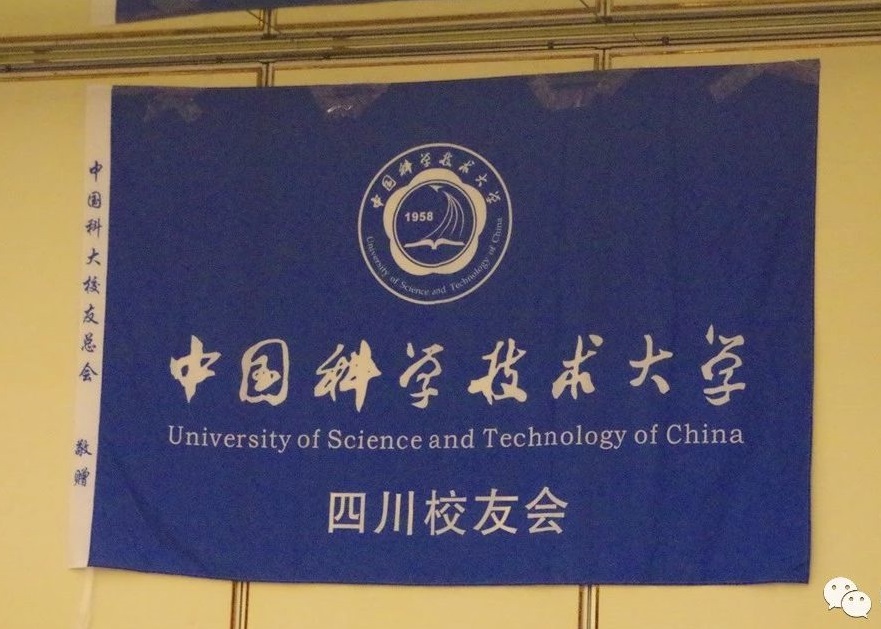 中国科大校友总会 敬赠
中国科学技术大学
1958
University of Science and Technology of China
中国科学技术大学
University of Science and Technology of China
四川校友会